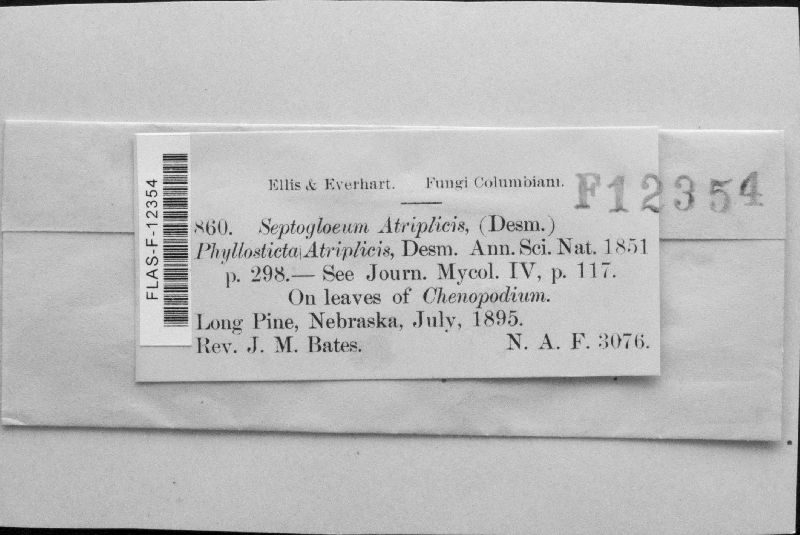 Ellis & Everhart. Fungi Columbiani.
F12354
FLAS-F-12354
860. Septogloeum Atriplicis, (Desm.)
Phyllosticta Atriplicis, Desm. Ann. Sci. Nat. 1851
p. 298.— See Journ. Mycol. IV, p. 117.
On leaves of Chenopodium.
Long Pine, Nebraska, July, 1895.
Rev. J. M. Bates. N. A. F. 3076.